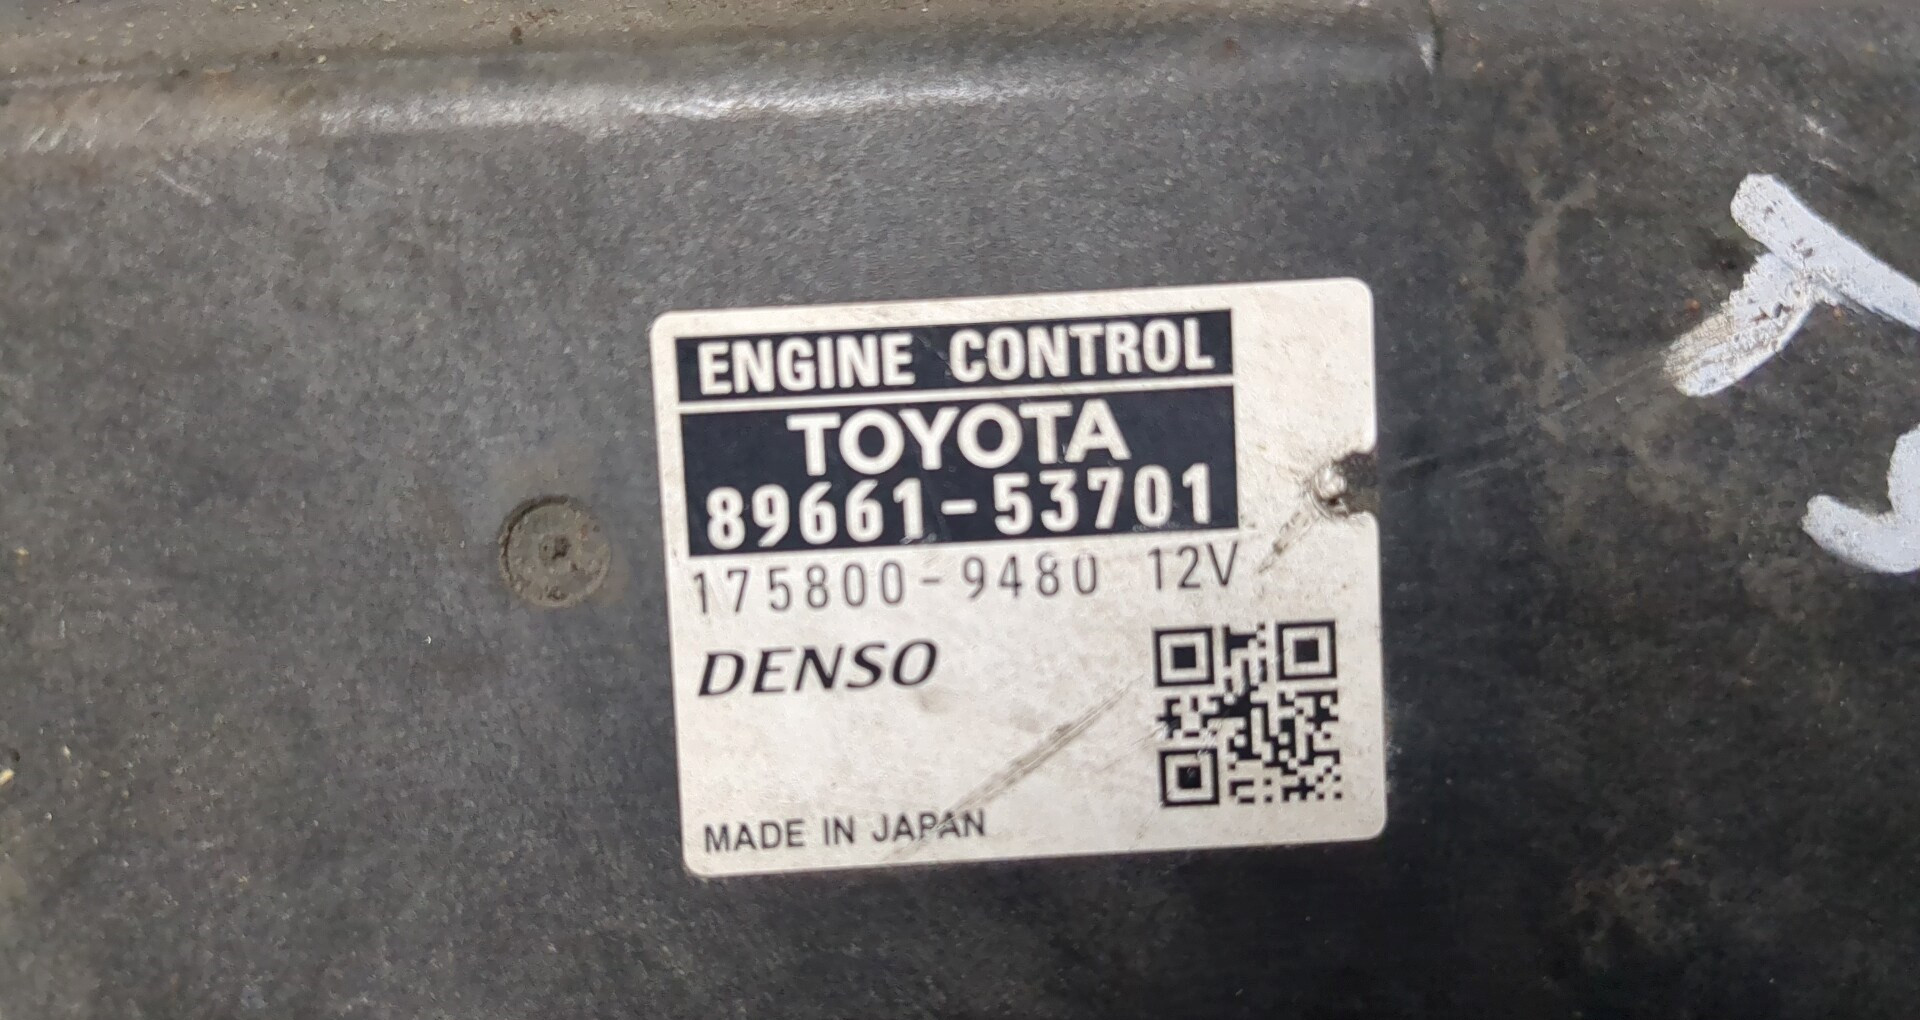 ENGINE CONTROL
TOYOTA
89661-53701
175800-9480 12V
DENSO
MADE IN JAPAN